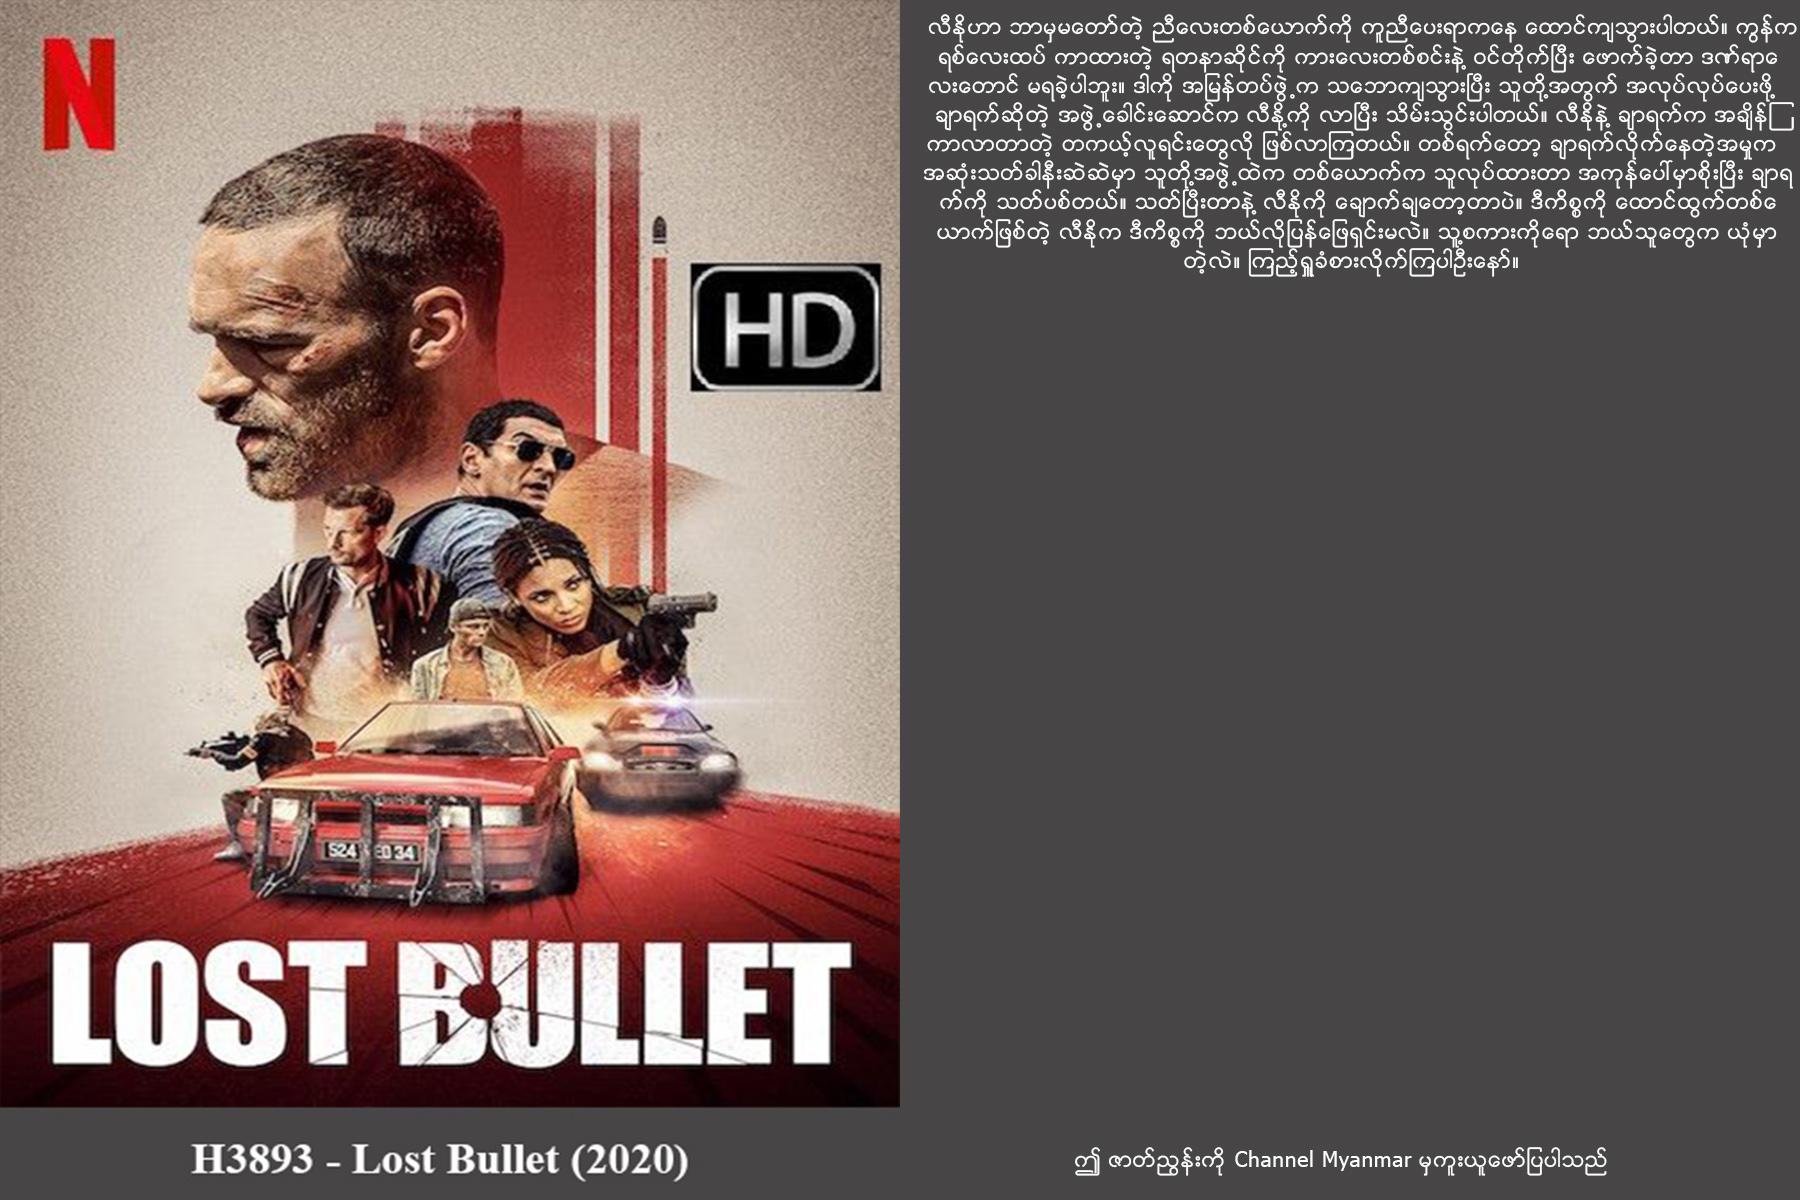 N
HD
524 ED 34
LOST BULLET
H3893 - Lost Bullet (2020)
လီနိုဟာ ဘာမှမတော်တဲ့ ညီလေးတစ်ယောက်ကို ကူညီပေးရာကနေ ထောင်ကျသွားပါတယ်။ ကွန်က
ရစ်လေးထပ် ကာထားတဲ့ ရတနာဆိုင်ကို ကားလေးတစ်စင်းနဲ့ ဝင်တိုက်ပြီး ဖောက်ခဲ့တာ ဒဏ်ရာေ
လးတောင် မရခဲ့ပါဘူး။ ဒါကို အမြန်တပ်ဖွဲ့က သဘောကျသွားပြီး သူတို့အတွက် အလုပ်လုပ်ပေးဖို့
ချာရက်ဆိုတဲ့ အဖွဲ့ခေါင်းဆောင်က လီနို့ကို လာပြီး သိမ်းသွင်းပါတယ်။ လီနိုနဲ့ ချာရက်က အချိန်ြ
ကာလာတာတဲ့ တကယ့်လူရင်းတွေလို ဖြစ်လာကြတယ်။ တစ်ရက်တော့ ချာရက်လိုက်နေတဲ့အမှုက
အဆုံးသတ်ခါနီးဆဲဆဲမှာ သူတို့အဖွဲ့ထဲက တစ်ယောက်က သူလုပ်ထားတာ အကုန်ပေါ်မှာစိုးပြီး ချာရ
က်ကို သတ်ပစ်တယ်။ သတ်ပြီးတာနဲ့ လီနိုကို ချောက်ချတော့တာပဲ။ ဒီကိစ္စကို ထောင်ထွက်တစ်ေ
ယာက်ဖြစ်တဲ့ လီနိုက ဒီကိစ္စကို ဘယ်လိုပြန်ဖြေရှင်းမလဲ။ သူ့စကားကိုရော ဘယ်သူတွေက ယုံမှာ
တဲ့လဲ။ ကြည့်ရှူခံစားလိုက်ကြပါဦးနော်။
ဤ ဇာတ်ညွှန်းကို Channel Myanmar မှကူးယူဖော်ပြပါသည်